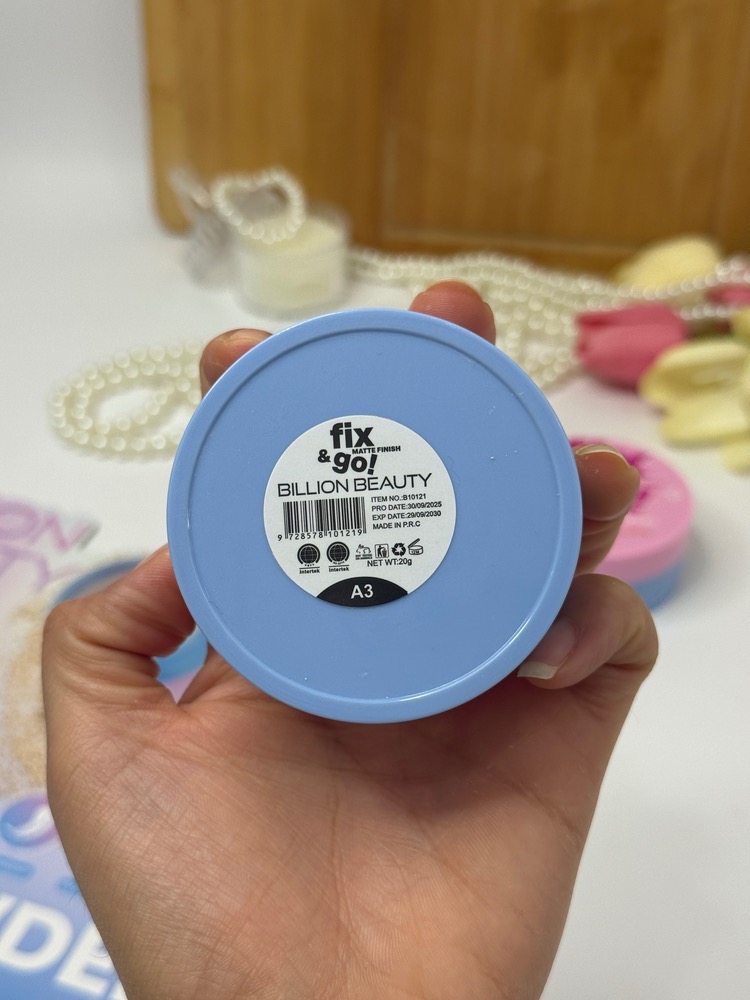 fix
MATTE FINISH
& go!
BILLION BEAUTY
ITEM NO.:B10121
PRO DATE:30/09/2025
EXP DATE:29/09/2030
MADE IN P.R.C
9 728578 101219
Intertek
Intertek
12M
NET WT:20g
A3